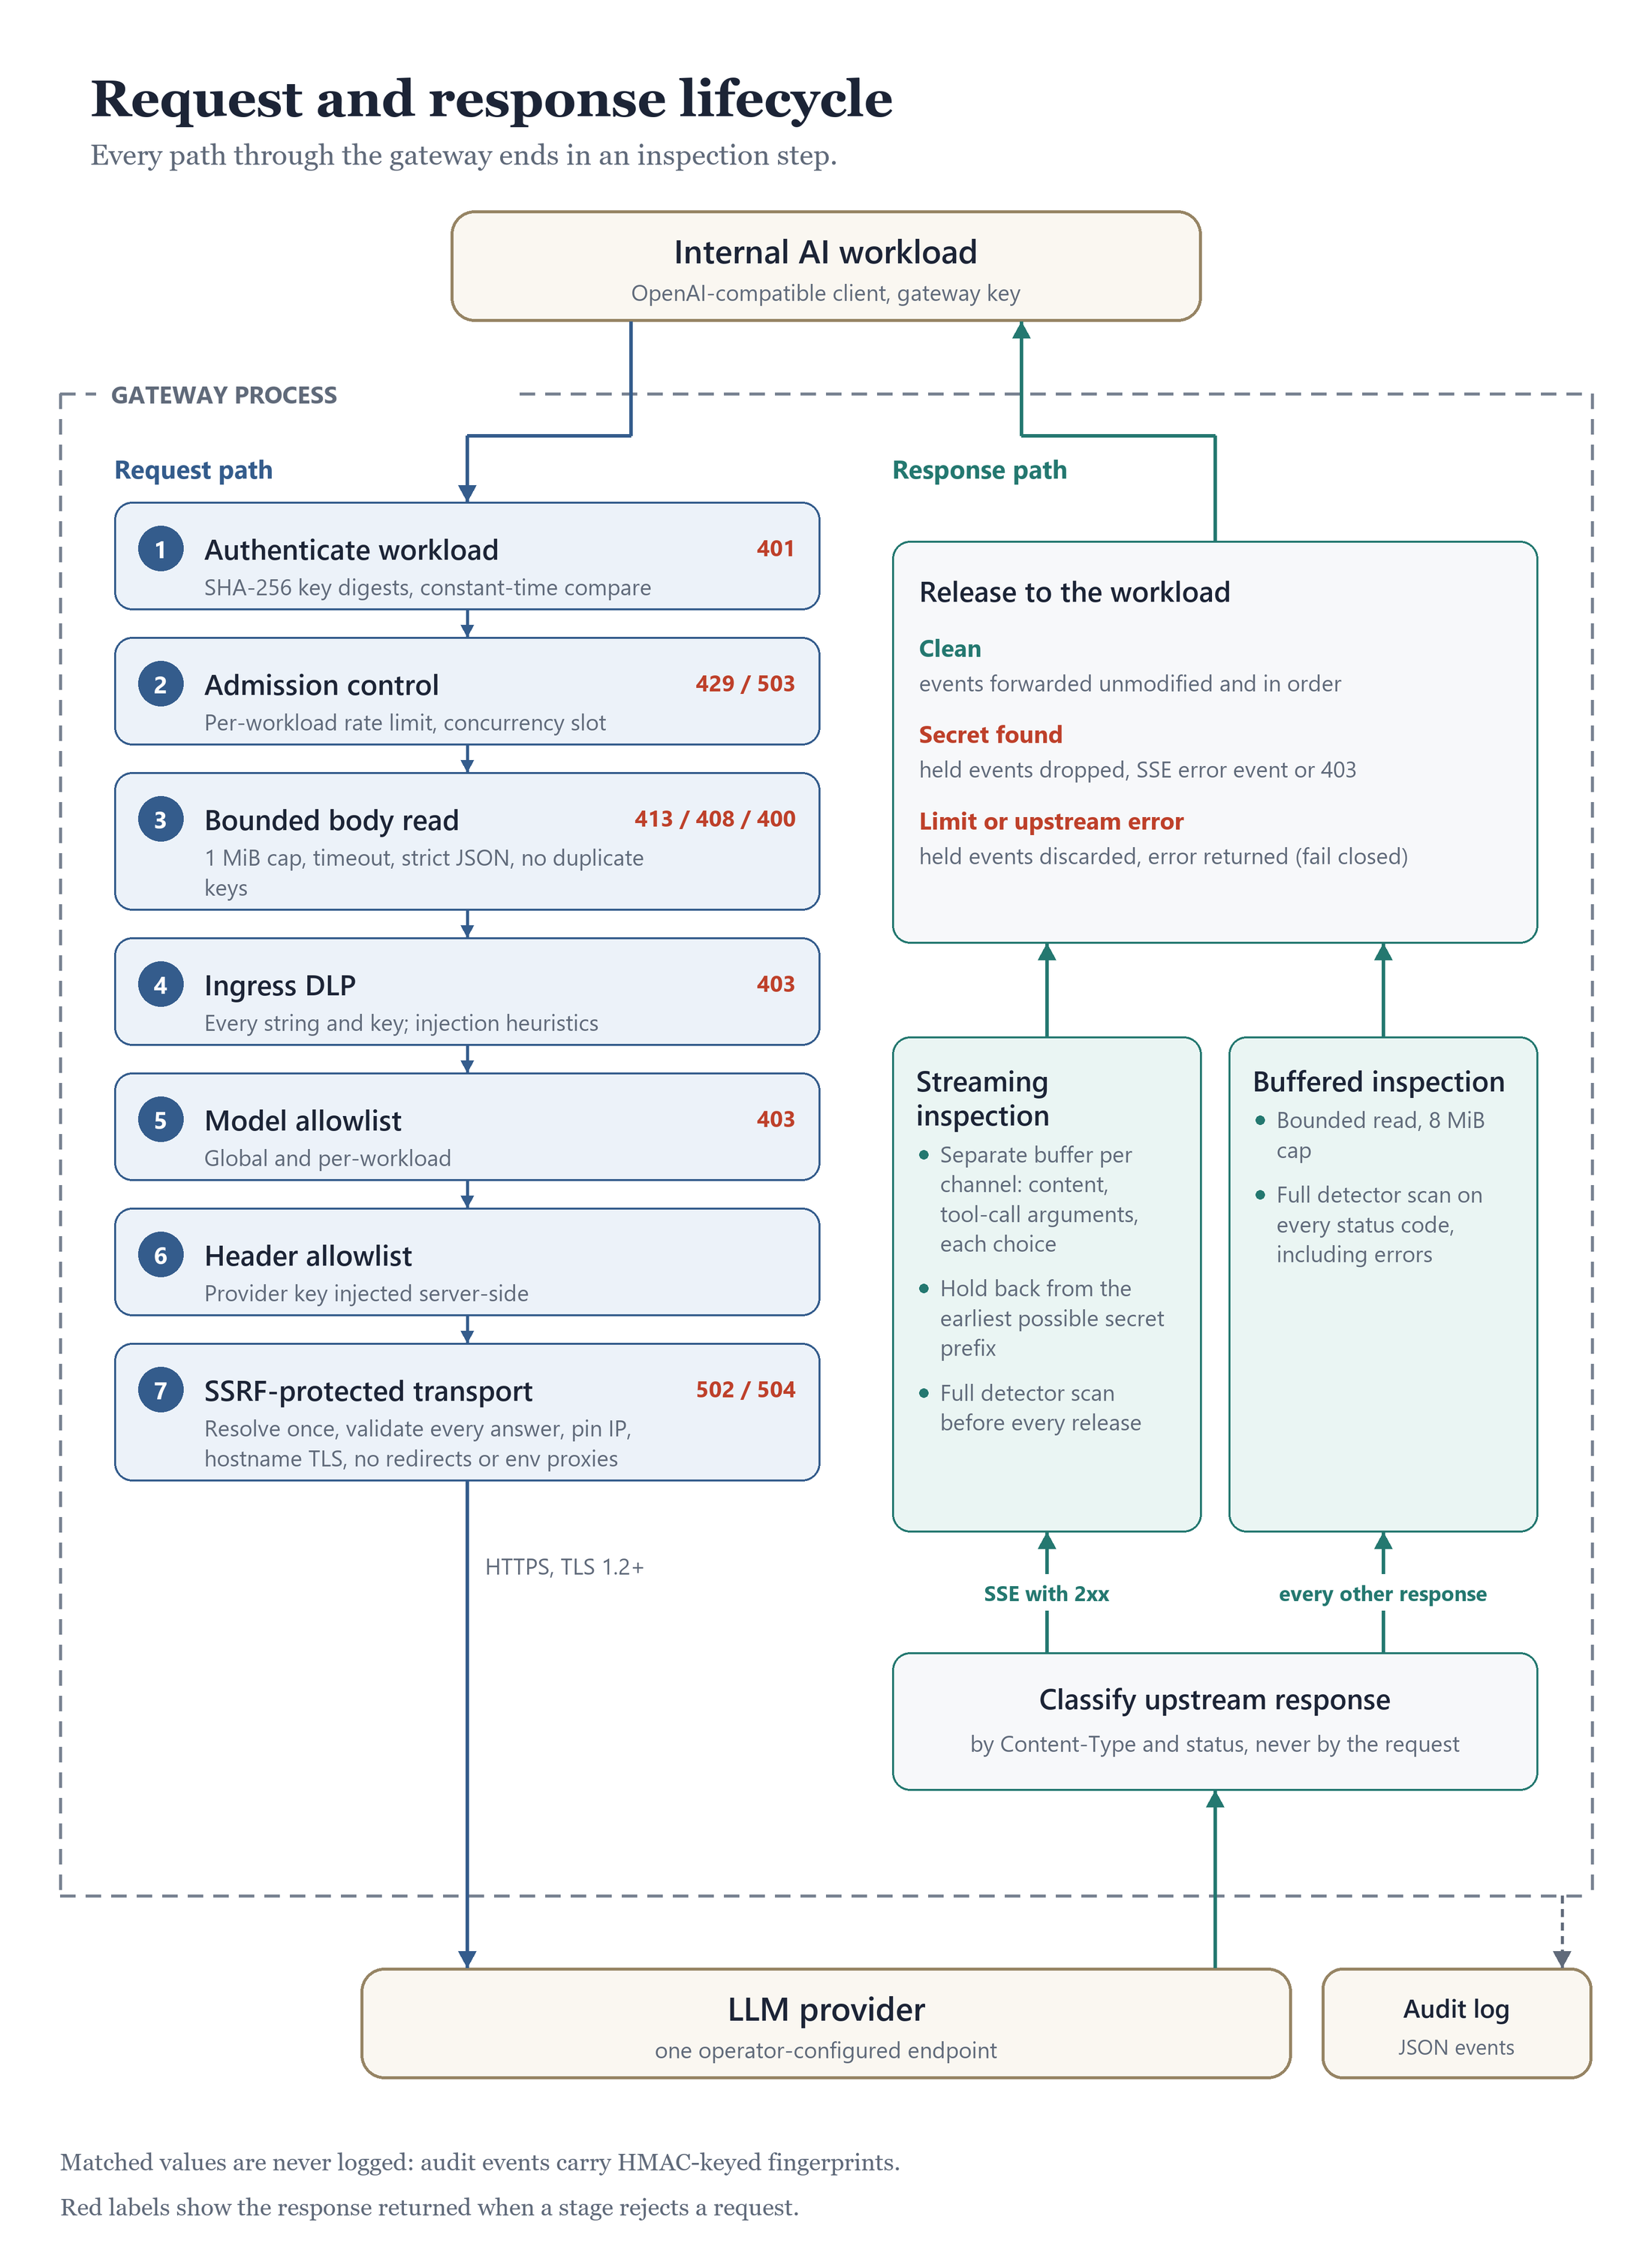 Request and response lifecycle
Every path through the gateway ends in an inspection step.
Internal AI workload
OpenAI-compatible client, gateway key
GATEWAY PROCESS
Request path
1
Authenticate workload
401
SHA-256 key digests, constant-time compare
2
Admission control
429 / 503
Per-workload rate limit, concurrency slot
3
Bounded body read
413 / 408 / 400
1 MiB cap, timeout, strict JSON, no duplicate
keys
4
Ingress DLP
403
Every string and key; injection heuristics
5
Model allowlist
403
Global and per-workload
6
Header allowlist
Provider key injected server-side
7
SSRF-protected transport
502 / 504
Resolve once, validate every answer, pin IP,
hostname TLS, no redirects or env proxies
HTTPS, TLS 1.2+
Response path
Release to the workload
Clean
events forwarded unmodified and in order
Secret found
held events dropped, SSE error event or 403
Limit or upstream error
held events discarded, error returned (fail closed)
Streaming
inspection
Separate buffer per
channel: content,
tool-call arguments,
each choice
Hold back from the
earliest possible secret
prefix
Full detector scan
before every release
Buffered inspection
Bounded read, 8 MiB
cap
Full detector scan on
every status code,
including errors
SSE with 2xx
every other response
Classify upstream response
by Content-Type and status, never by the request
LLM provider
one operator-configured endpoint
Audit log
JSON events
Matched values are never logged: audit events carry HMAC-keyed fingerprints.
Red labels show the response returned when a stage rejects a request.